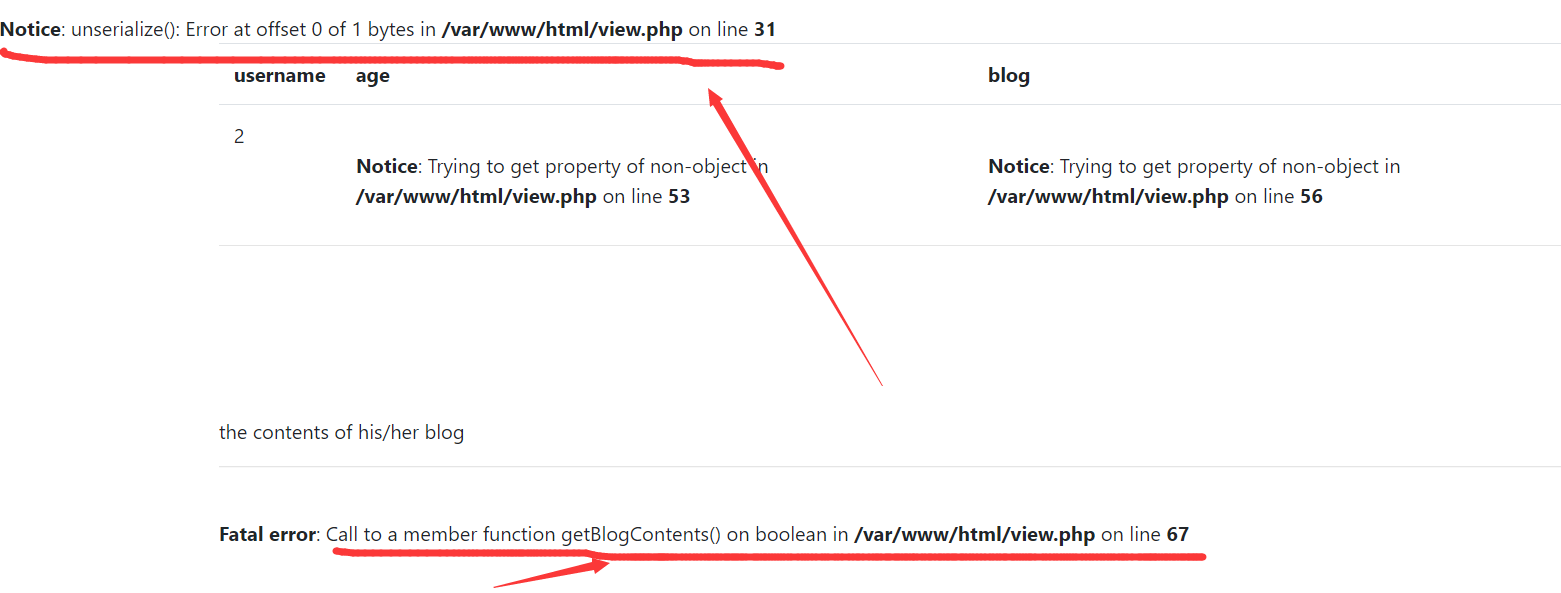 Notice: unserialize(): Error at offset 0 of 1 bytes in /var/www/html/view.php on line 31
username age blog
2
Notice: Trying to get property of non-object in
/var/www/html/view.php on line 53
Notice: Trying to get property of non-object in
/var/www/html/view.php on line 56
the contents of his/her blog
Fatal error: Call to a member function getBlogContents() on boolean in /var/www/html/view.php on line 67